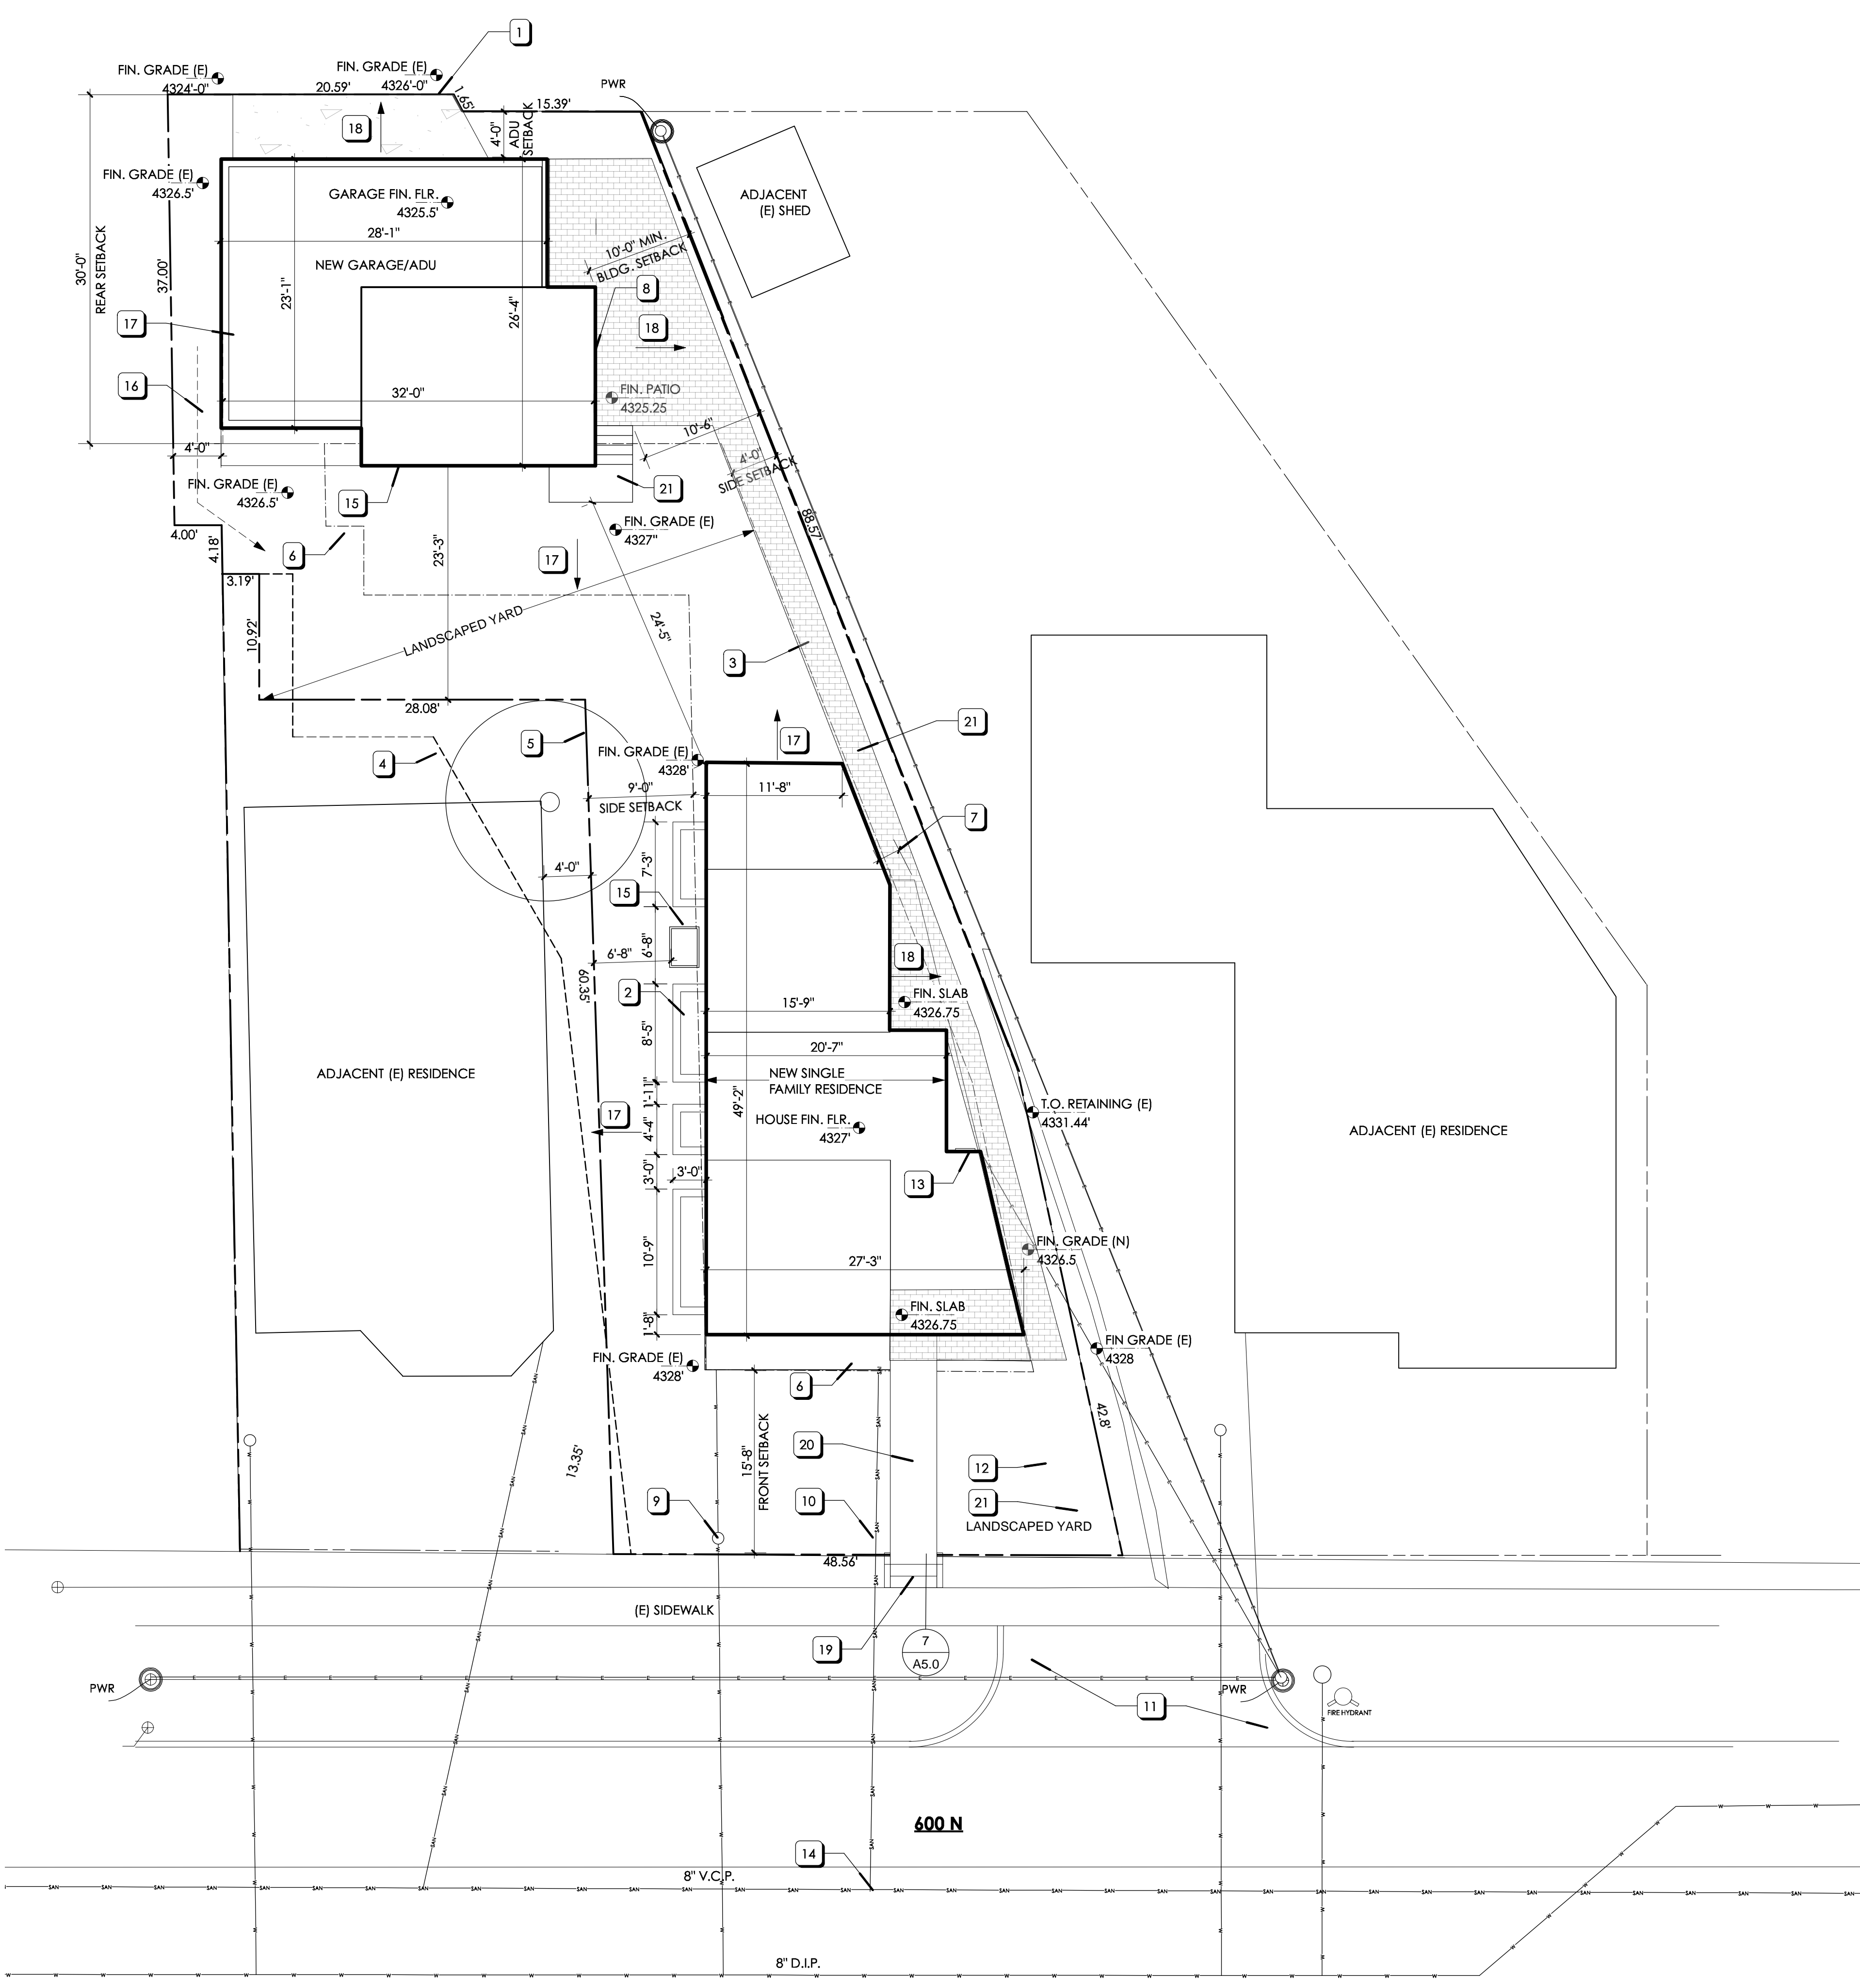 1
FIN. GRADE (E)
4324'-0"
FIN. GRADE (E)
4326'-0"
20.59'
1.65'
15.39'
PWR
18
4'-0"
ADU
SETBACK
FIN. GRADE (E)
4326.5'
GARAGE FIN. FLR.
4325.5'
ADJACENT
(E) SHED
28'-1"
10'-0" MIN.
BLDG. SETBACK
30'-0"
REAR SETBACK
37.00'
NEW GARAGE/ADU
23'-1"
26'-4"
8
17
18
16
32'-0"
FIN. PATIO
4325.25
10'-6"
4'-0"
4'-0"
SIDE SETBACK
FIN. GRADE (E)
4326.5'
15
21
FIN. GRADE (E)
4327"
88.57'
4.00'
4.18'
6
23'-3"
17
3.19'
10.92'
LANDSCAPED YARD
24'-5"
3
28.08'
21
5
4
17
FIN. GRADE (E)
4328'
9'-0"
SIDE SETBACK
11'-8"
7
7'-3"
4'-0"
15
6'-8"
6'-8"
18
60.35'
2
15'-9"
FIN. SLAB
4326.75
8'-5"
20'-7"
ADJACENT (E) RESIDENCE
NEW SINGLE
FAMILY RESIDENCE
1'-11"
49'-2"
T.O. RETAINING (E)
4331.44'
17
4'-4"
HOUSE FIN. FLR.
4327'
ADJACENT (E) RESIDENCE
3'-0"
3'-0"
13
10'-9"
FIN. GRADE (N)
4326.5
27'-3"
FIN. SLAB
4326.75
1'-8"
FIN GRADE (E)
4328
FIN. GRADE (E)
4328'
6
42.8'
13.35'
15'-8"
FRONT SETBACK
20
12
9
10
21
LANDSCAPED YARD
48.56'
(E) SIDEWALK
19
7
A5.0
PWR
PWR
11
FIRE HYDRANT
600 N
14
8" V.C.P.
SAN SAN SAN SAN SAN SAN
8" D.I.P.
W W W W W W